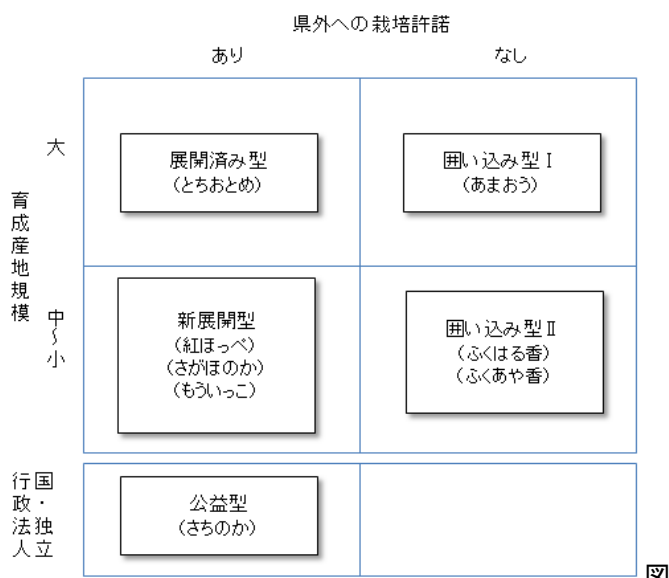 県外への栽培許諾
あり
なし
育成産地規模
大
展開済み型
(とちおとめ)
囲い込み型Ⅰ
(あまおう)
中～小
新展開型
(紅ほっぺ)
(さがほのか)
(もういっこ)
囲い込み型Ⅱ
(ふくはる香)
(ふくあや香)
国・独立
行政法人
公益型
(さちのか)
図